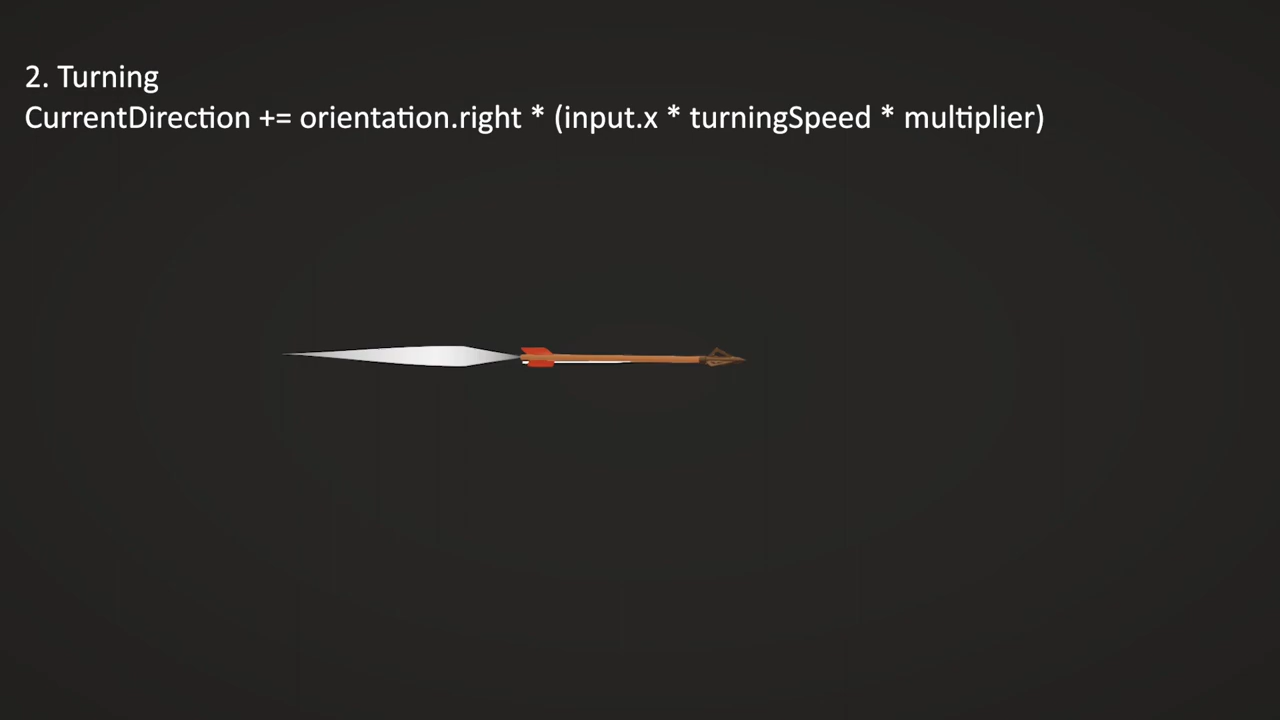 2. Turning
CurrentDirection += orientation.right * (input.x * turningSpeed * multiplier)